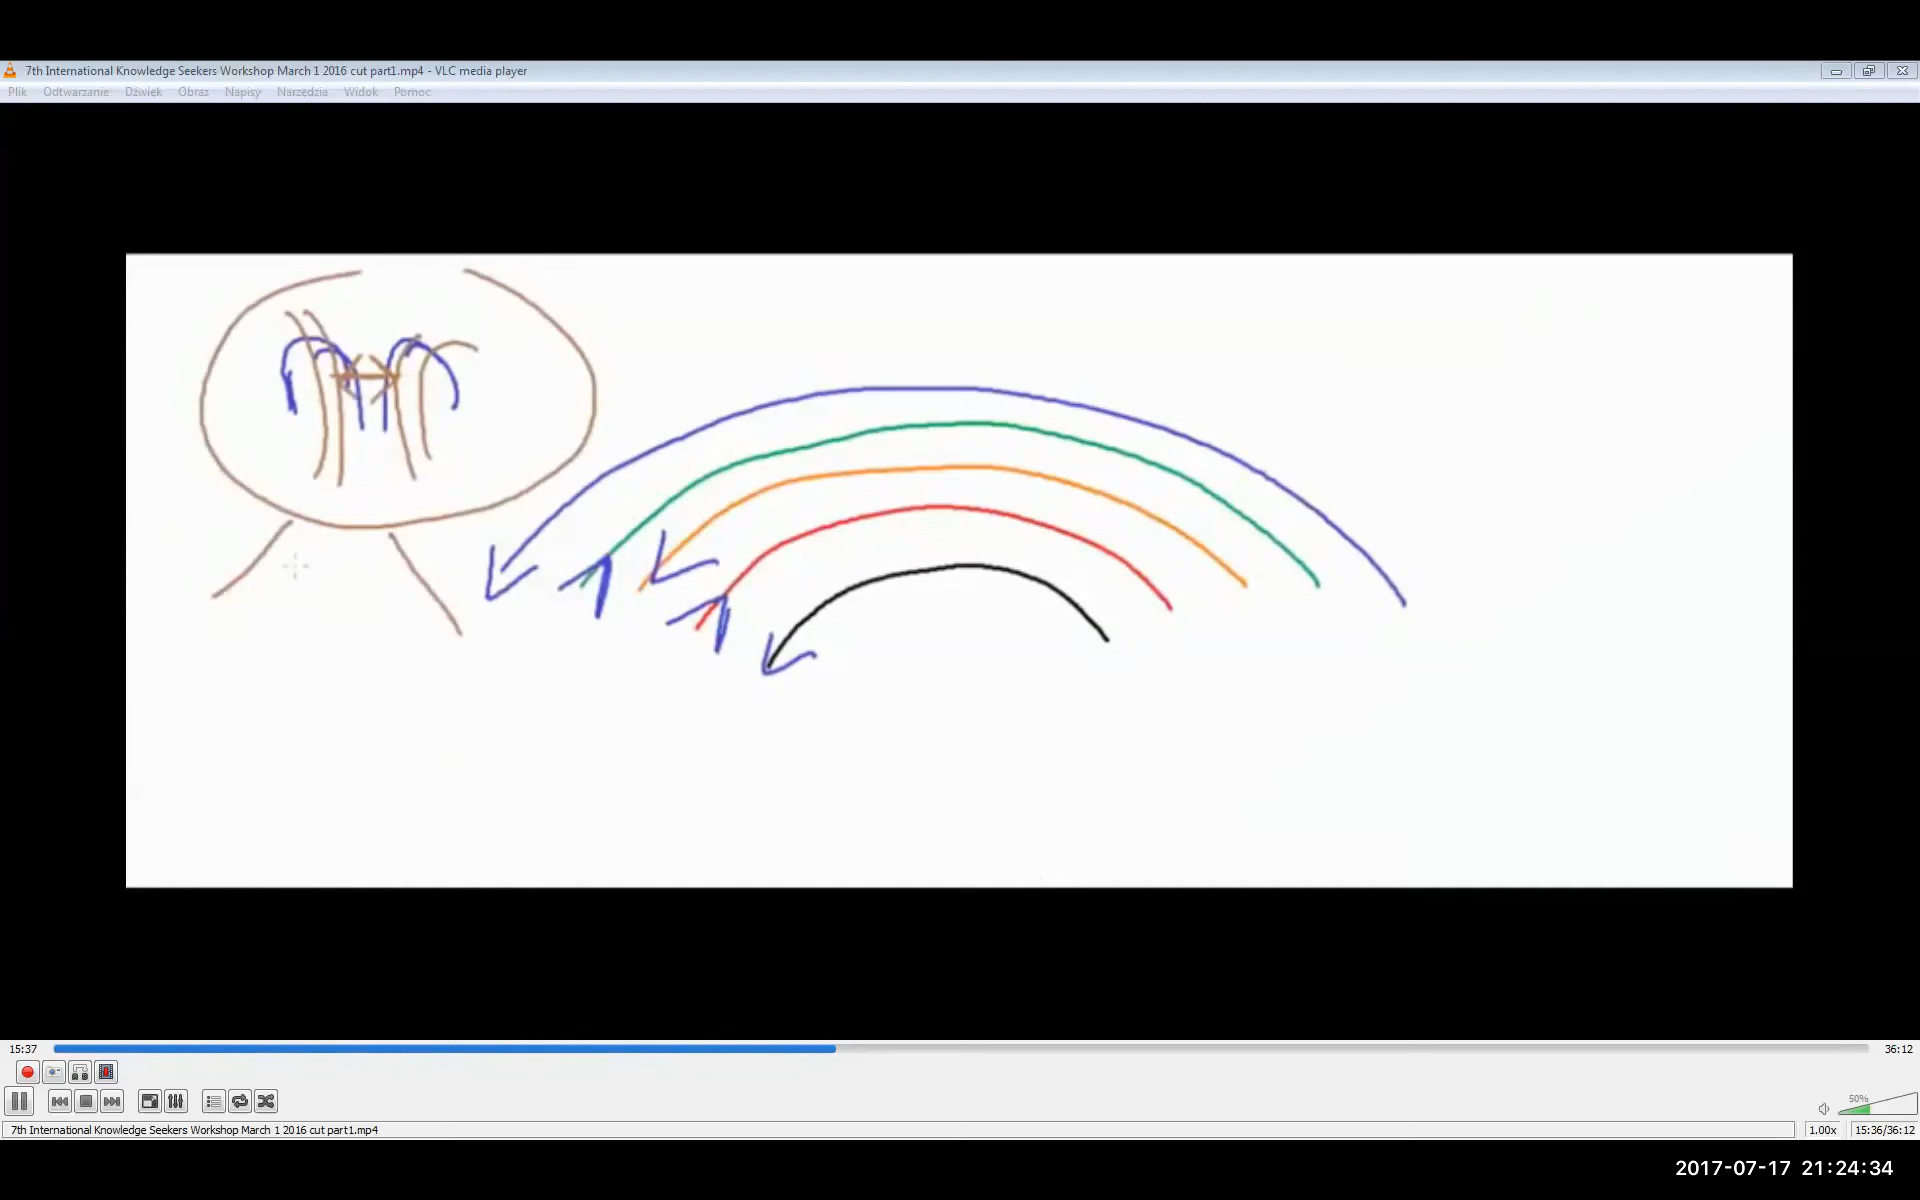 7th International Knowledge Seekers Workshop March 1 2016 cut part1.mp4 - VLC media player
Plik Odtwarzanie Dźwięk Obraz Napisy Narzędzia Widok Pomoc
15:37 36:12
50%
7th International Knowledge Seekers Workshop March 1 2016 cut part1.mp4 1.00x 15:36/36:12
2017-07-17 21:24:34